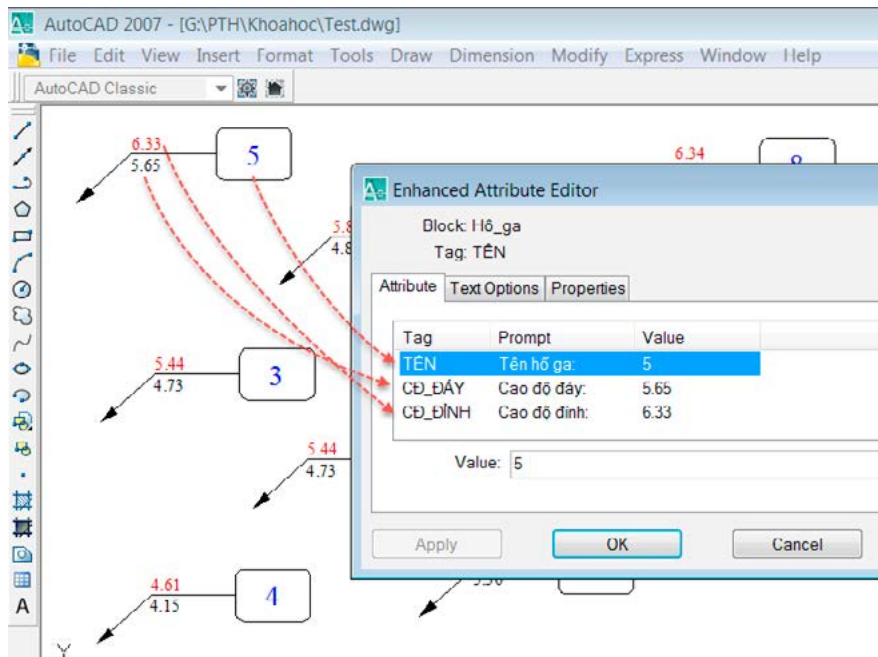 AutoCAD 2007 - [G:\PTH\Khoahoc\Test.dwg]
File Edit View Insert Format Tools Draw Dimension Modify Express Window Help
AutoCAD Classic
6.33
5.65
5
6.34
Enhanced Attribute Editor
Block: Hố_ga
Tag: TÊN
Attribute Text Options Properties
Tag Prompt Value
TÊN Tên hố ga: 5
CĐ_ĐÁY Cao độ đáy: 5.65
CĐ_ĐỈNH Cao độ đỉnh: 6.33
Value: 5
Apply OK Cancel
5.44
4.73
3
5.44
4.73
4.61
4.15
4
A
Y